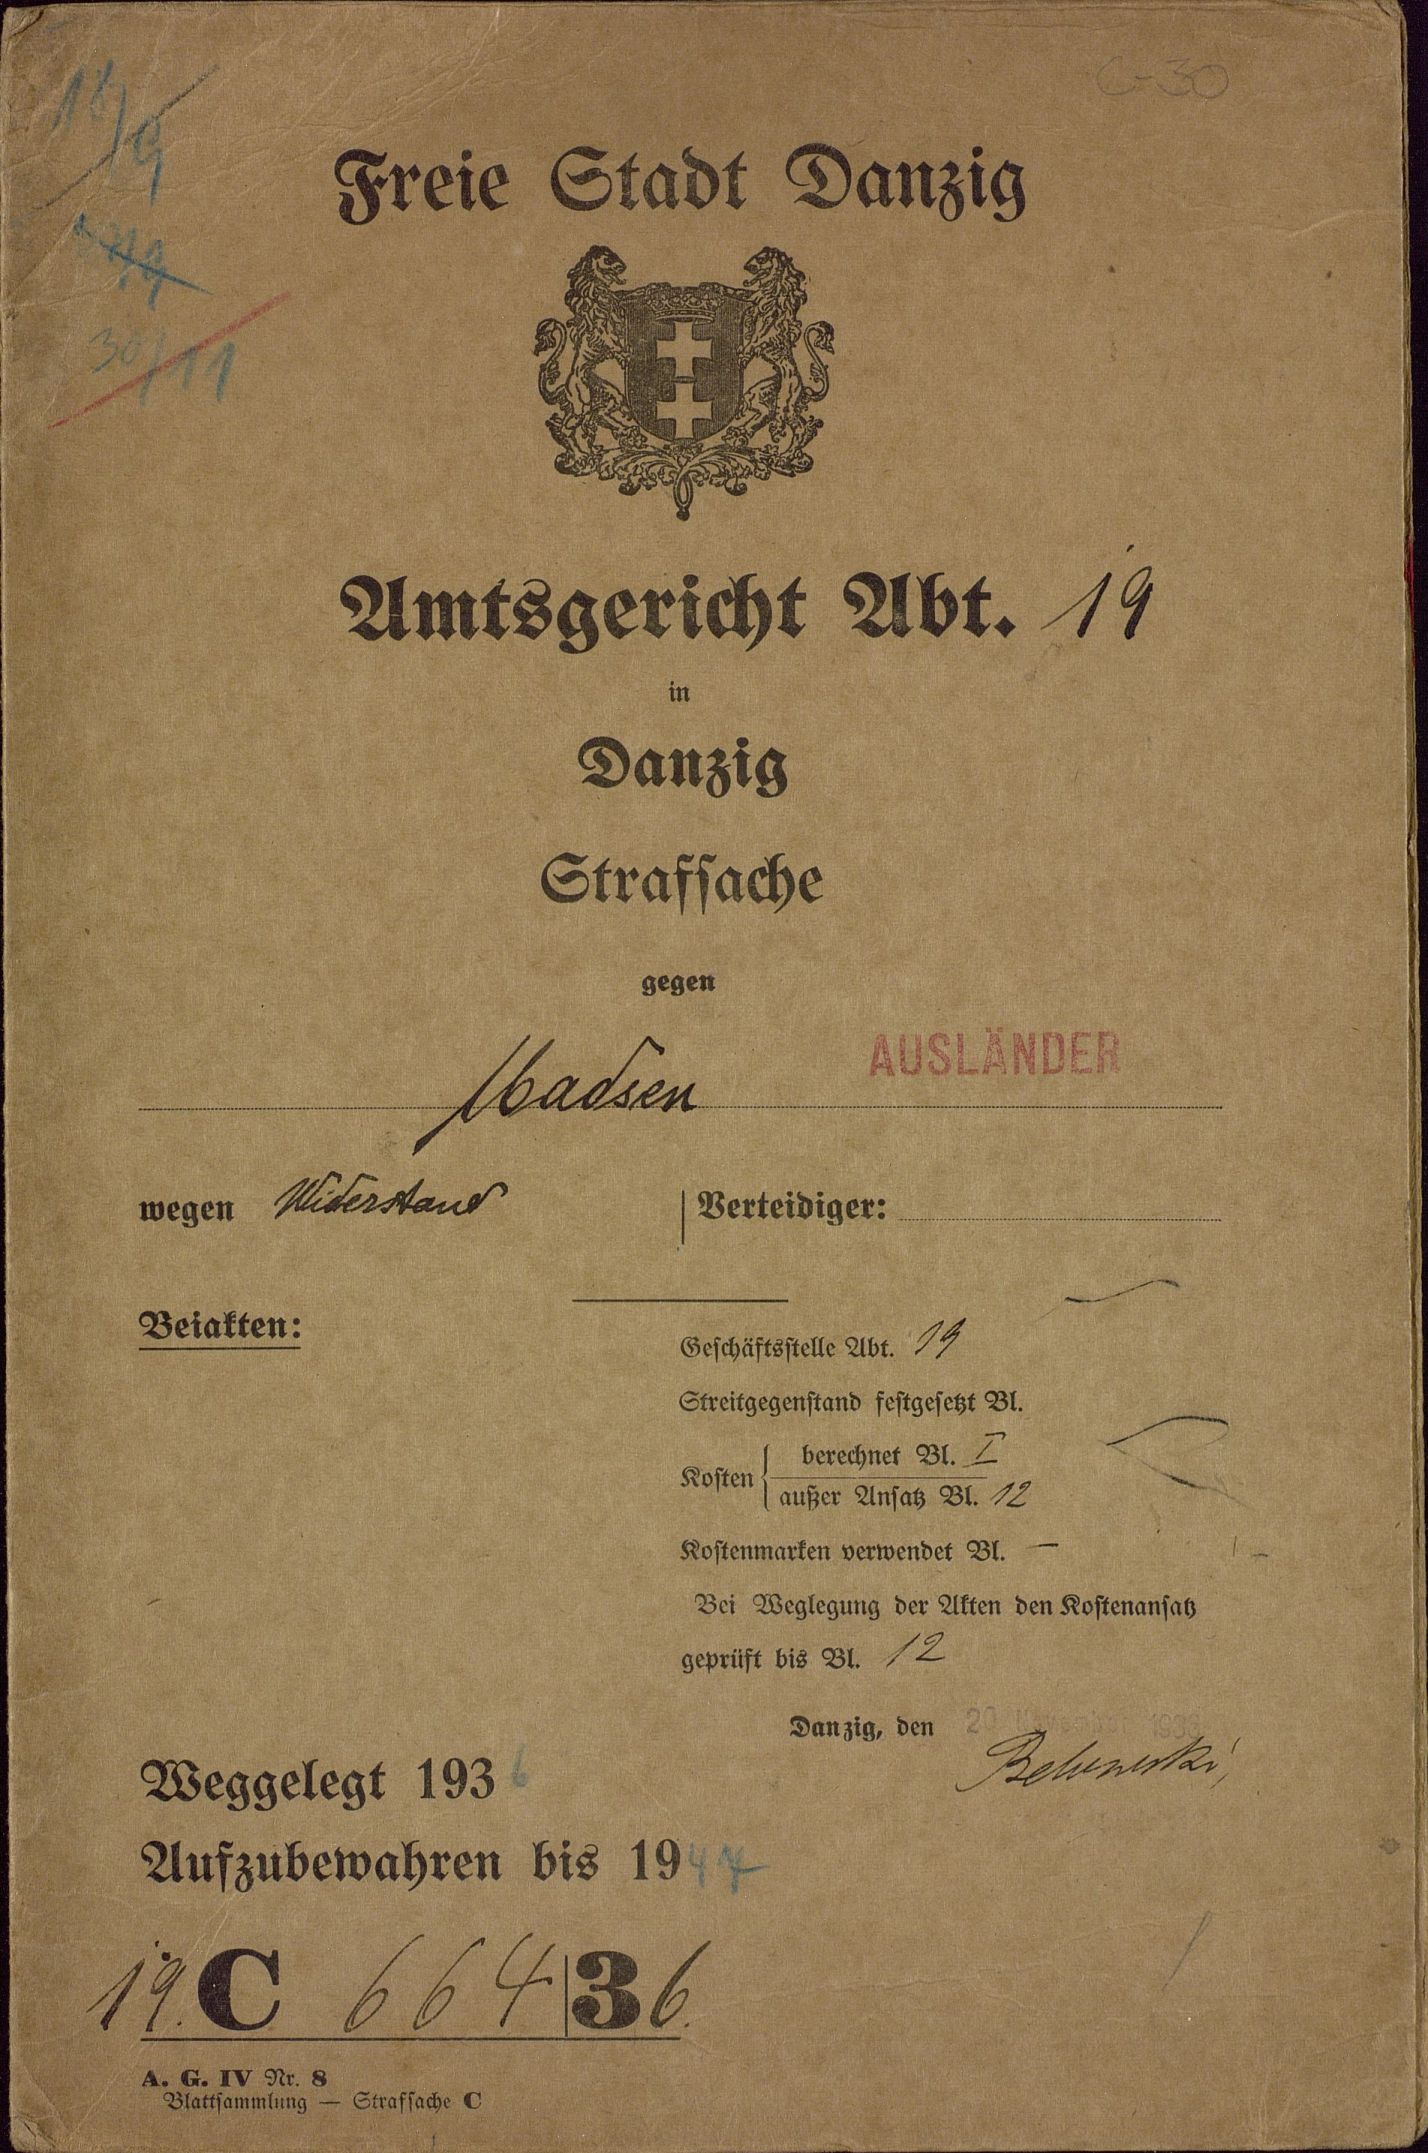 C-30
18/9
30/11
Freie Stadt Danzig
Amtsgericht Abt. 19
in
Danzig
Strafsache
gegen
Madsen
AUSLÄNDER
wegen Widerstand
Verteidiger:
Beiakten:
Geschäftsstelle Abt. 19
Streitgegenstand festgesetzt Bl.
Kosten
berechnet Bl. I
außer Ansatz Bl. 12
Kostenmarken verwendet Bl. —
Bei Weglegung der Akten den Kostenansatz
geprüft bis Bl. 12
Danzig, den 20 November 1936
Weggelegt 1936
Aufzubewahren bis 1947
19. C 664|36.
A. G. IV Nr. 8
Blattsammlung — Strafsache C